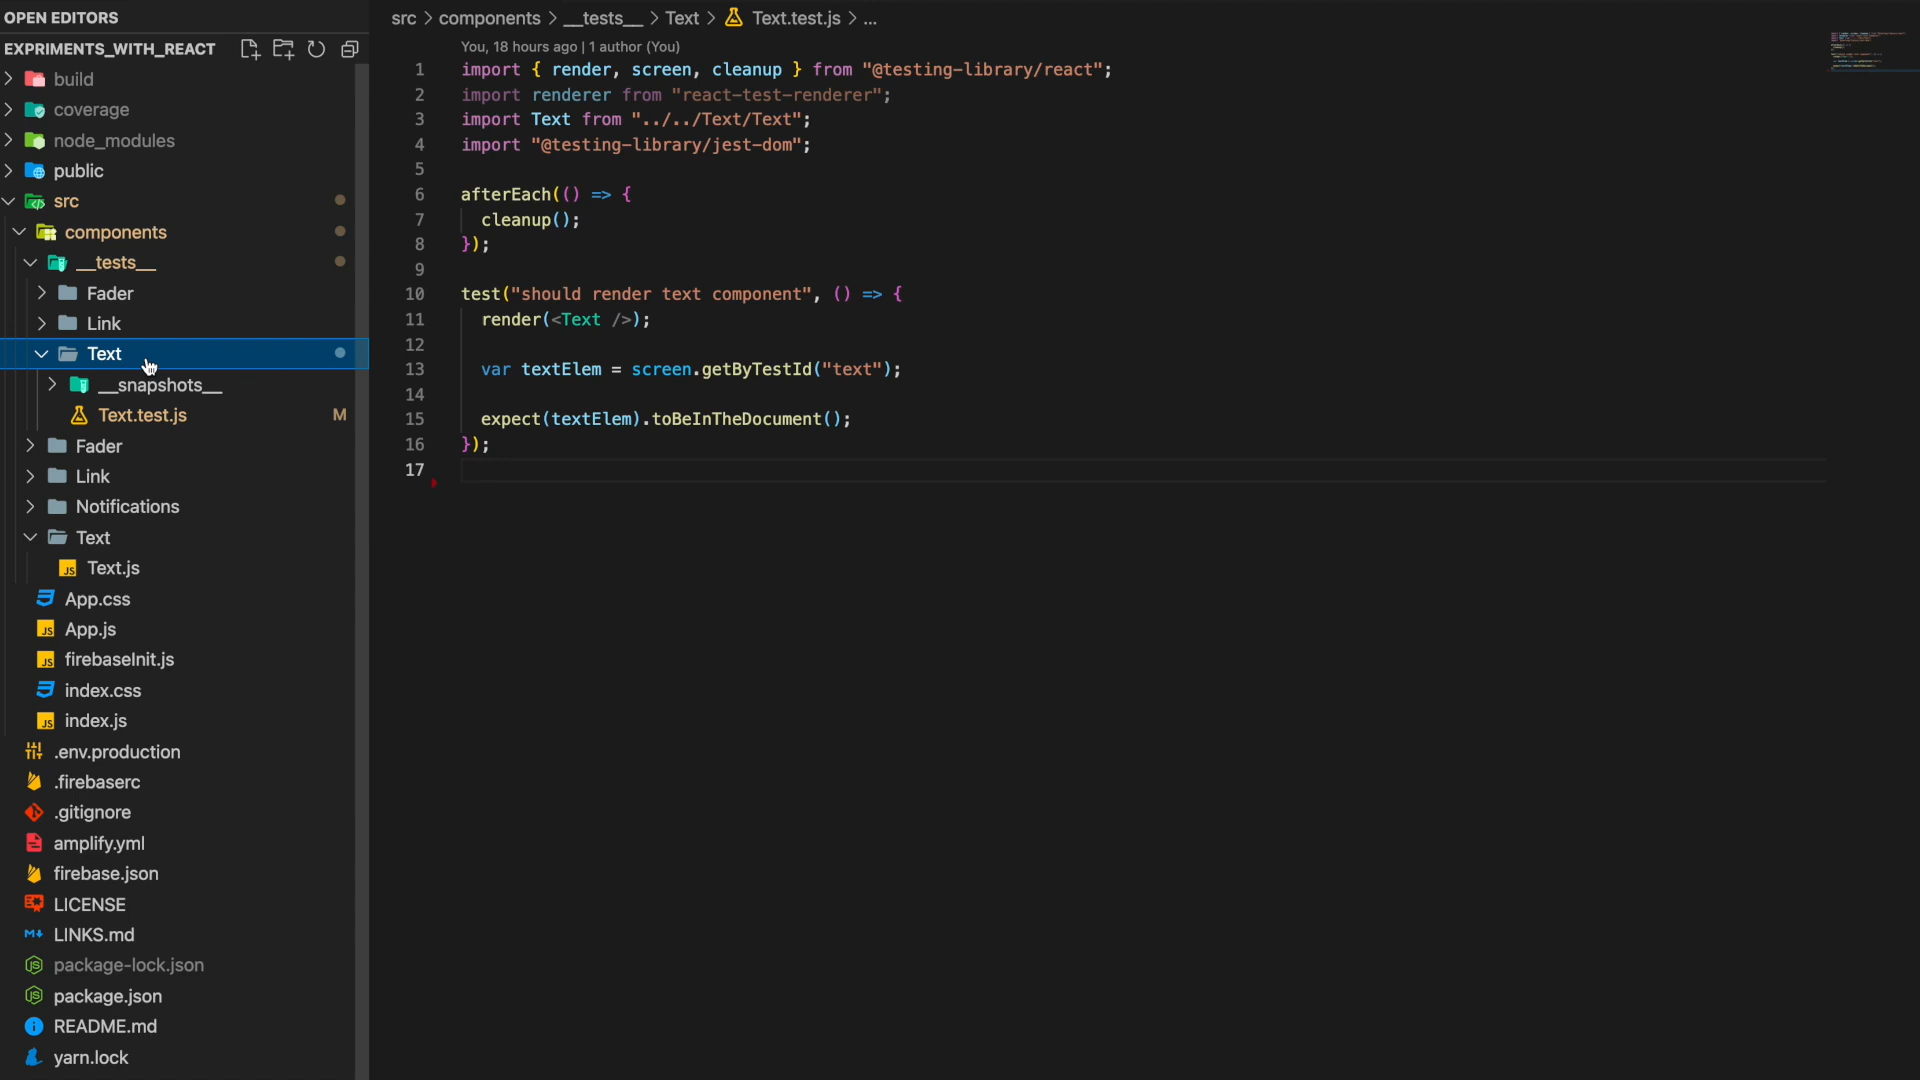 OPEN EDITORS
EXPRIMENTS_WITH_REACT
build
coverage
node_modules
public
src
components
__tests__
Fader
Link
Text
__snapshots__
Text.test.js M
Fader
Link
Notifications
Text
Text.js
App.css
App.js
firebaseInit.js
index.css
index.js
.env.production
.firebaserc
.gitignore
amplify.yml
firebase.json
LICENSE
LINKS.md
package-lock.json
package.json
README.md
yarn.lock
src > components > __tests__ > Text > Text.test.js > ...
You, 18 hours ago | 1 author (You)
1 import { render, screen, cleanup } from "@testing-library/react";
2 import renderer from "react-test-renderer";
3 import Text from "../../Text/Text";
4 import "@testing-library/jest-dom";
5
6 afterEach(() => {
7 cleanup();
8 });
9
10 test("should render text component", () => {
11 render(<Text />);
12
13 var textElem = screen.getByTestId("text");
14
15 expect(textElem).toBeInTheDocument();
16 });
17